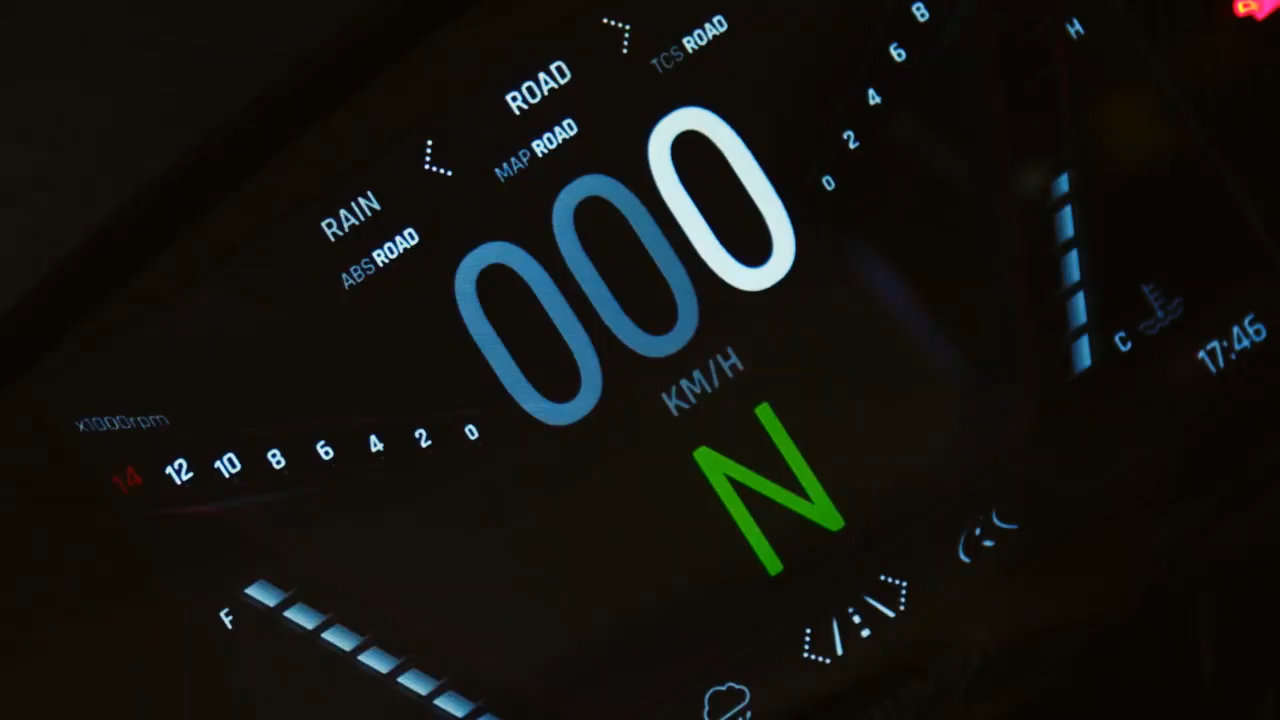 RAIN
ROAD
ABS ROAD
MAP ROAD
TCS ROAD
000
KM/H
N
x1000rpm
14 12 10 8 6 4 2 0
0 2 4 6 8
H
C
17:46
F